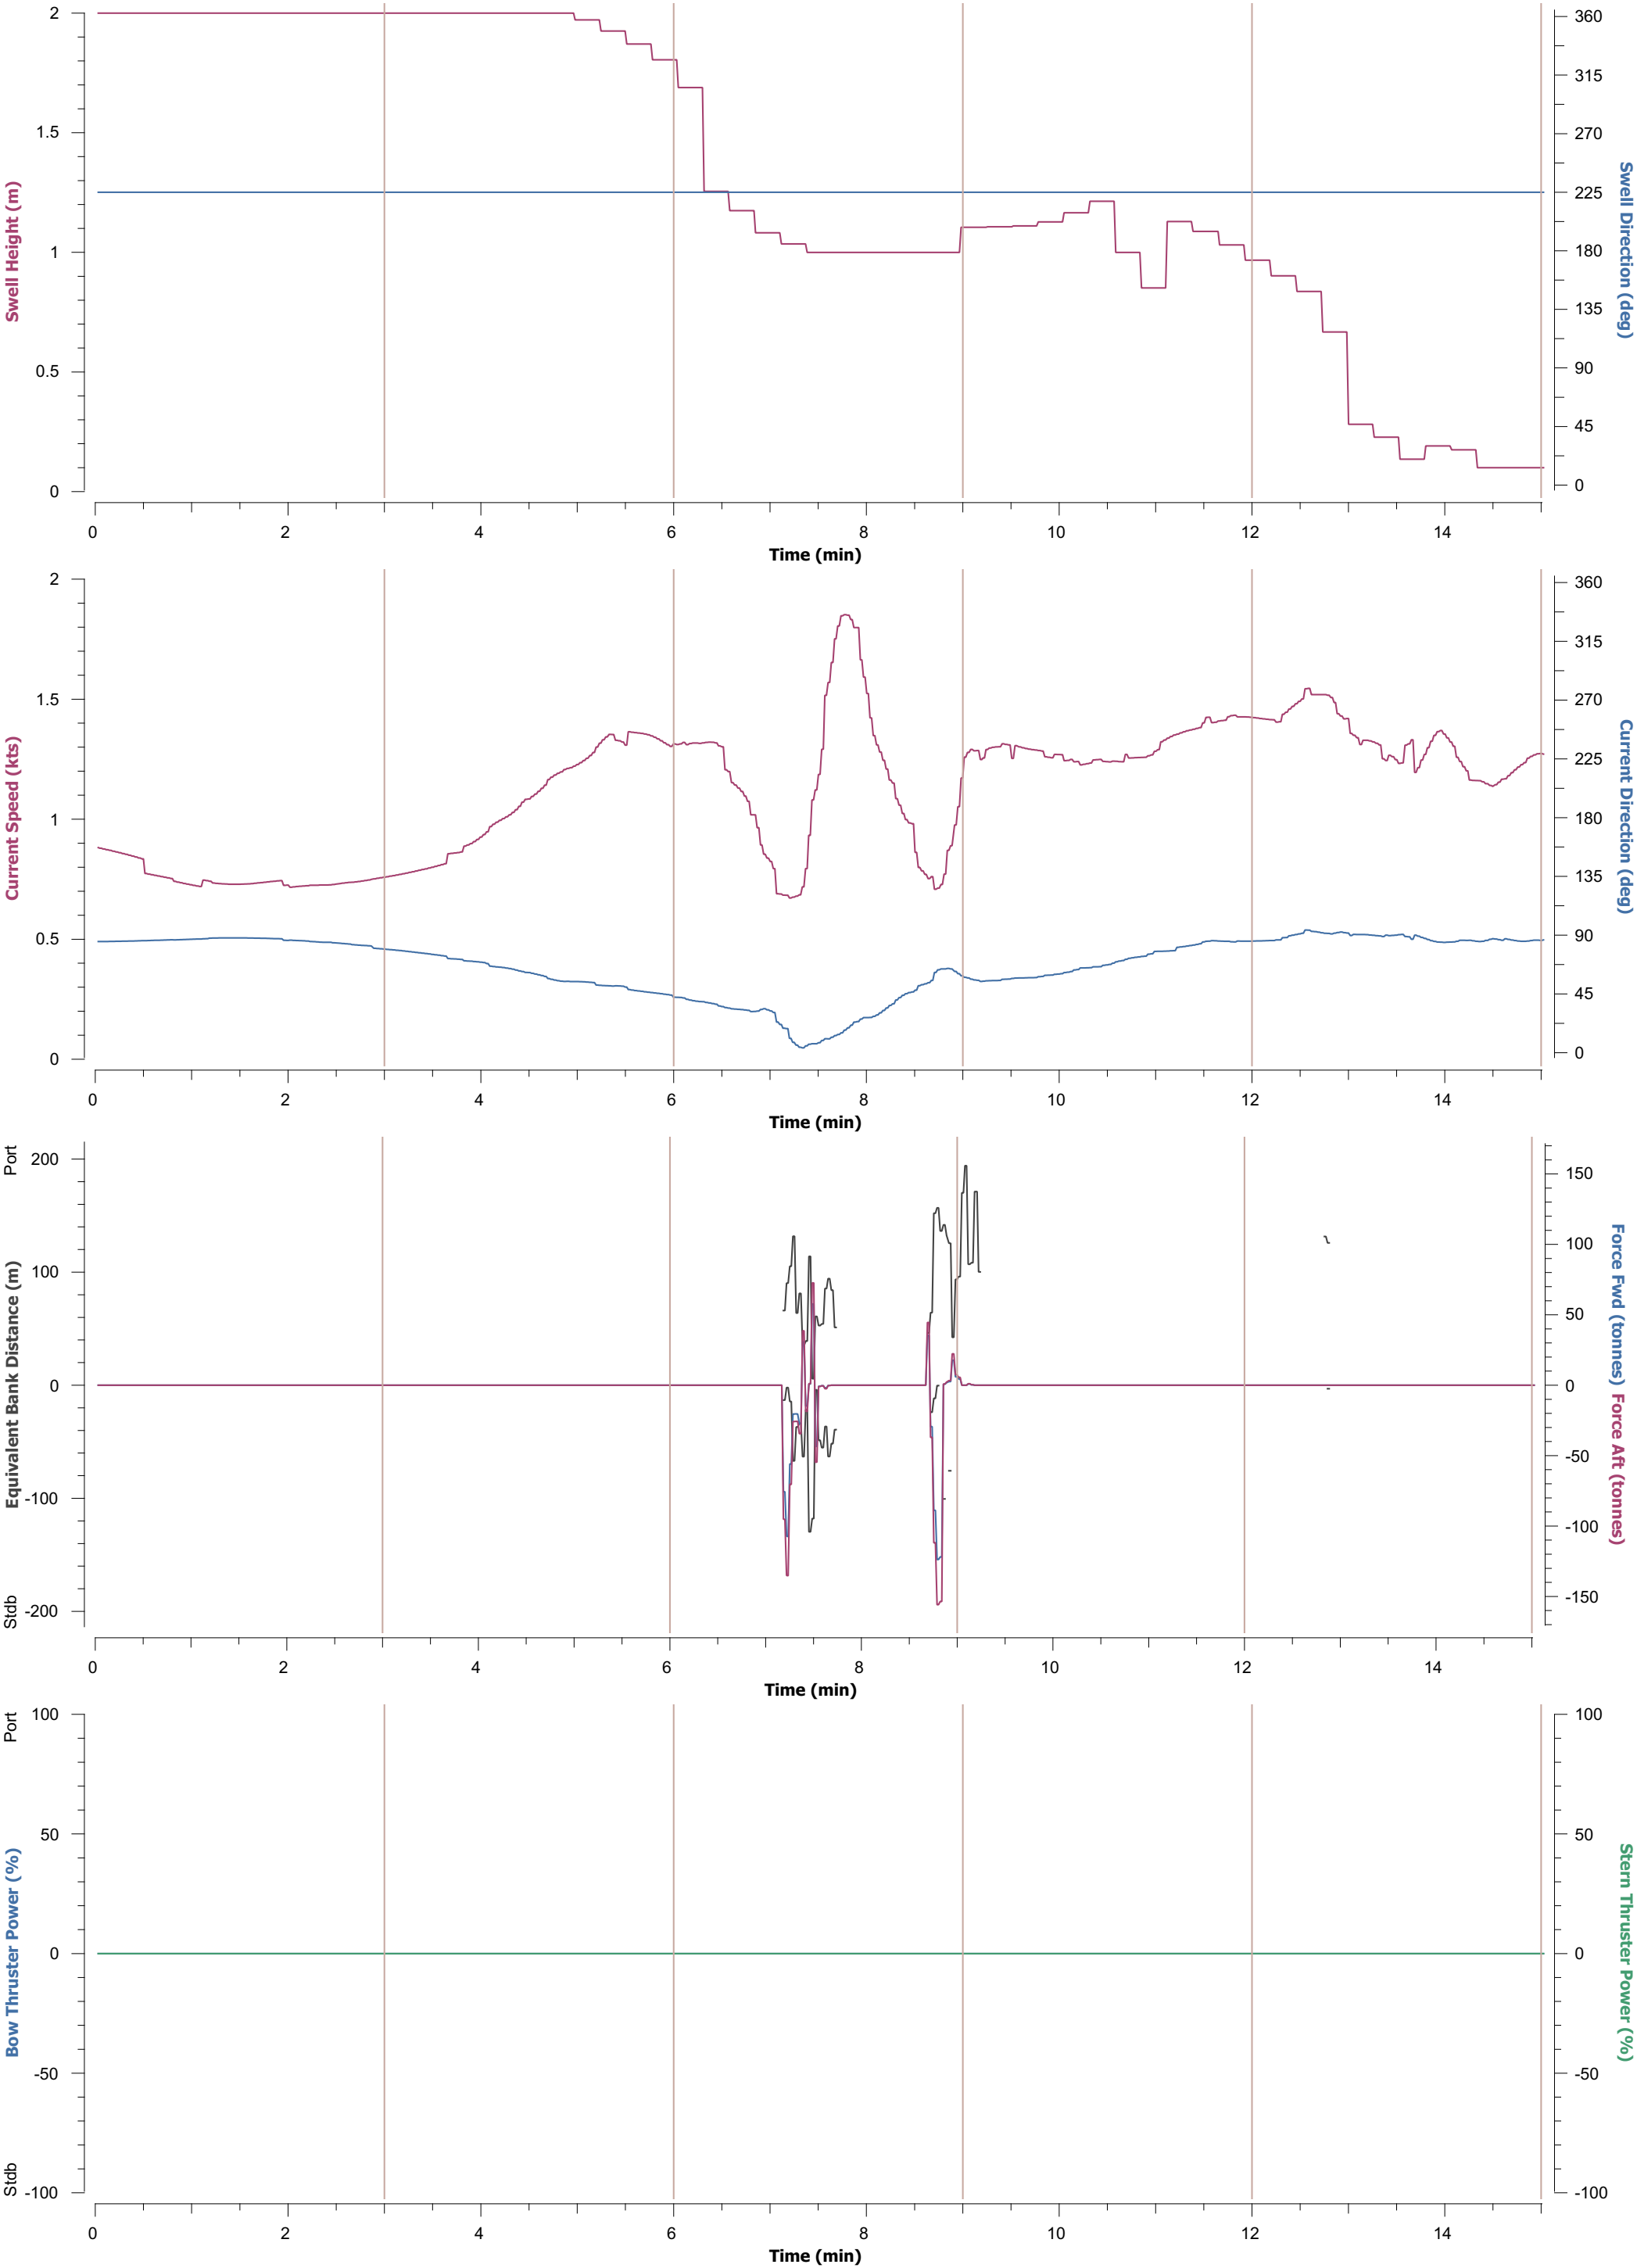 Swell Height (m)
2
1.5
1
0.5
0
360
315
270
225
180
135
90
45
0
Swell Direction (deg)
0 2 4 6 8 10 12 14
Time (min)
Current Speed (kts)
2
1.5
1
0.5
0
360
315
270
225
180
135
90
45
0
Current Direction (deg)
0 2 4 6 8 10 12 14
Time (min)
Port
Stdb
Equivalent Bank Distance (m)
200
100
0
-100
-200
150
100
50
0
-50
-100
-150
Force Fwd (tonnes)
Force Aft (tonnes)
0 2 4 6 8 10 12 14
Time (min)
Port
Stdb
Bow Thruster Power (%)
100
50
0
-50
-100
100
50
0
-50
-100
Stern Thruster Power (%)
0 2 4 6 8 10 12 14
Time (min)